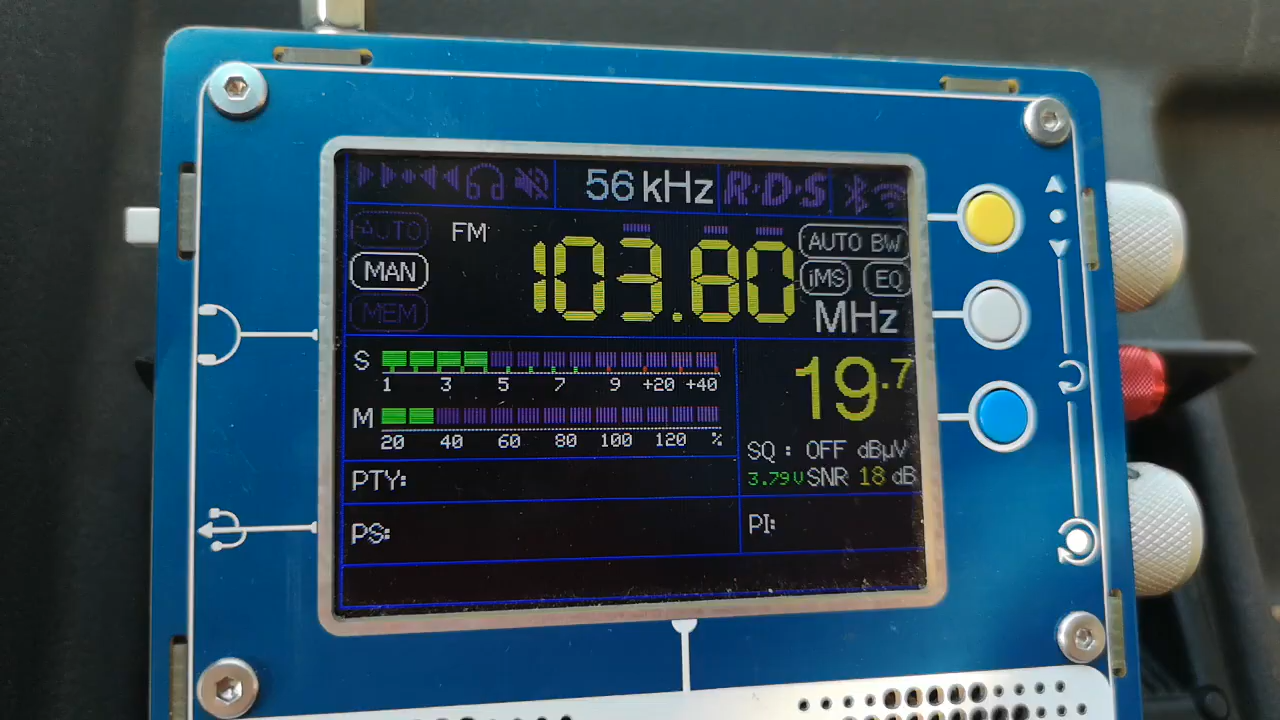 56 kHz R·D·S
AUTO FM 103.80 AUTO BW
MAN iMS EQ
MEM MHz
S 1 3 5 7 9 +20 +40 19.7
M 20 40 60 80 100 120 %
SQ : OFF dBµV
3.79V SNR 18 dB
PTY:
PS: PI: